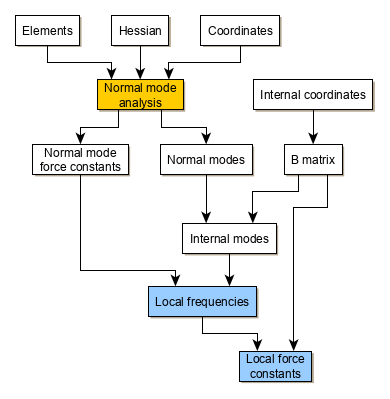 Elements
Hessian
Coordinates
Normal mode
analysis
Internal coordinates
Normal mode
force constants
Normal modes
B matrix
Internal modes
Local frequencies
Local force
constants